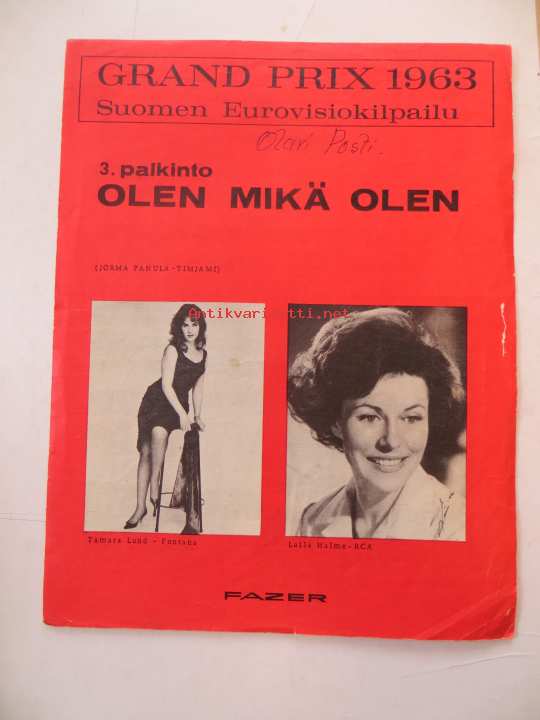 GRAND PRIX 1963
Suomen Eurovisiokilpailu
Olavi Posti.
3. palkinto
OLEN MIKÄ OLEN
(JORMA PANULA - TIMJAMI)
Antikvariaatti.net
Tamara Lund - Fontana
Laila Halme - RCA
FAZER